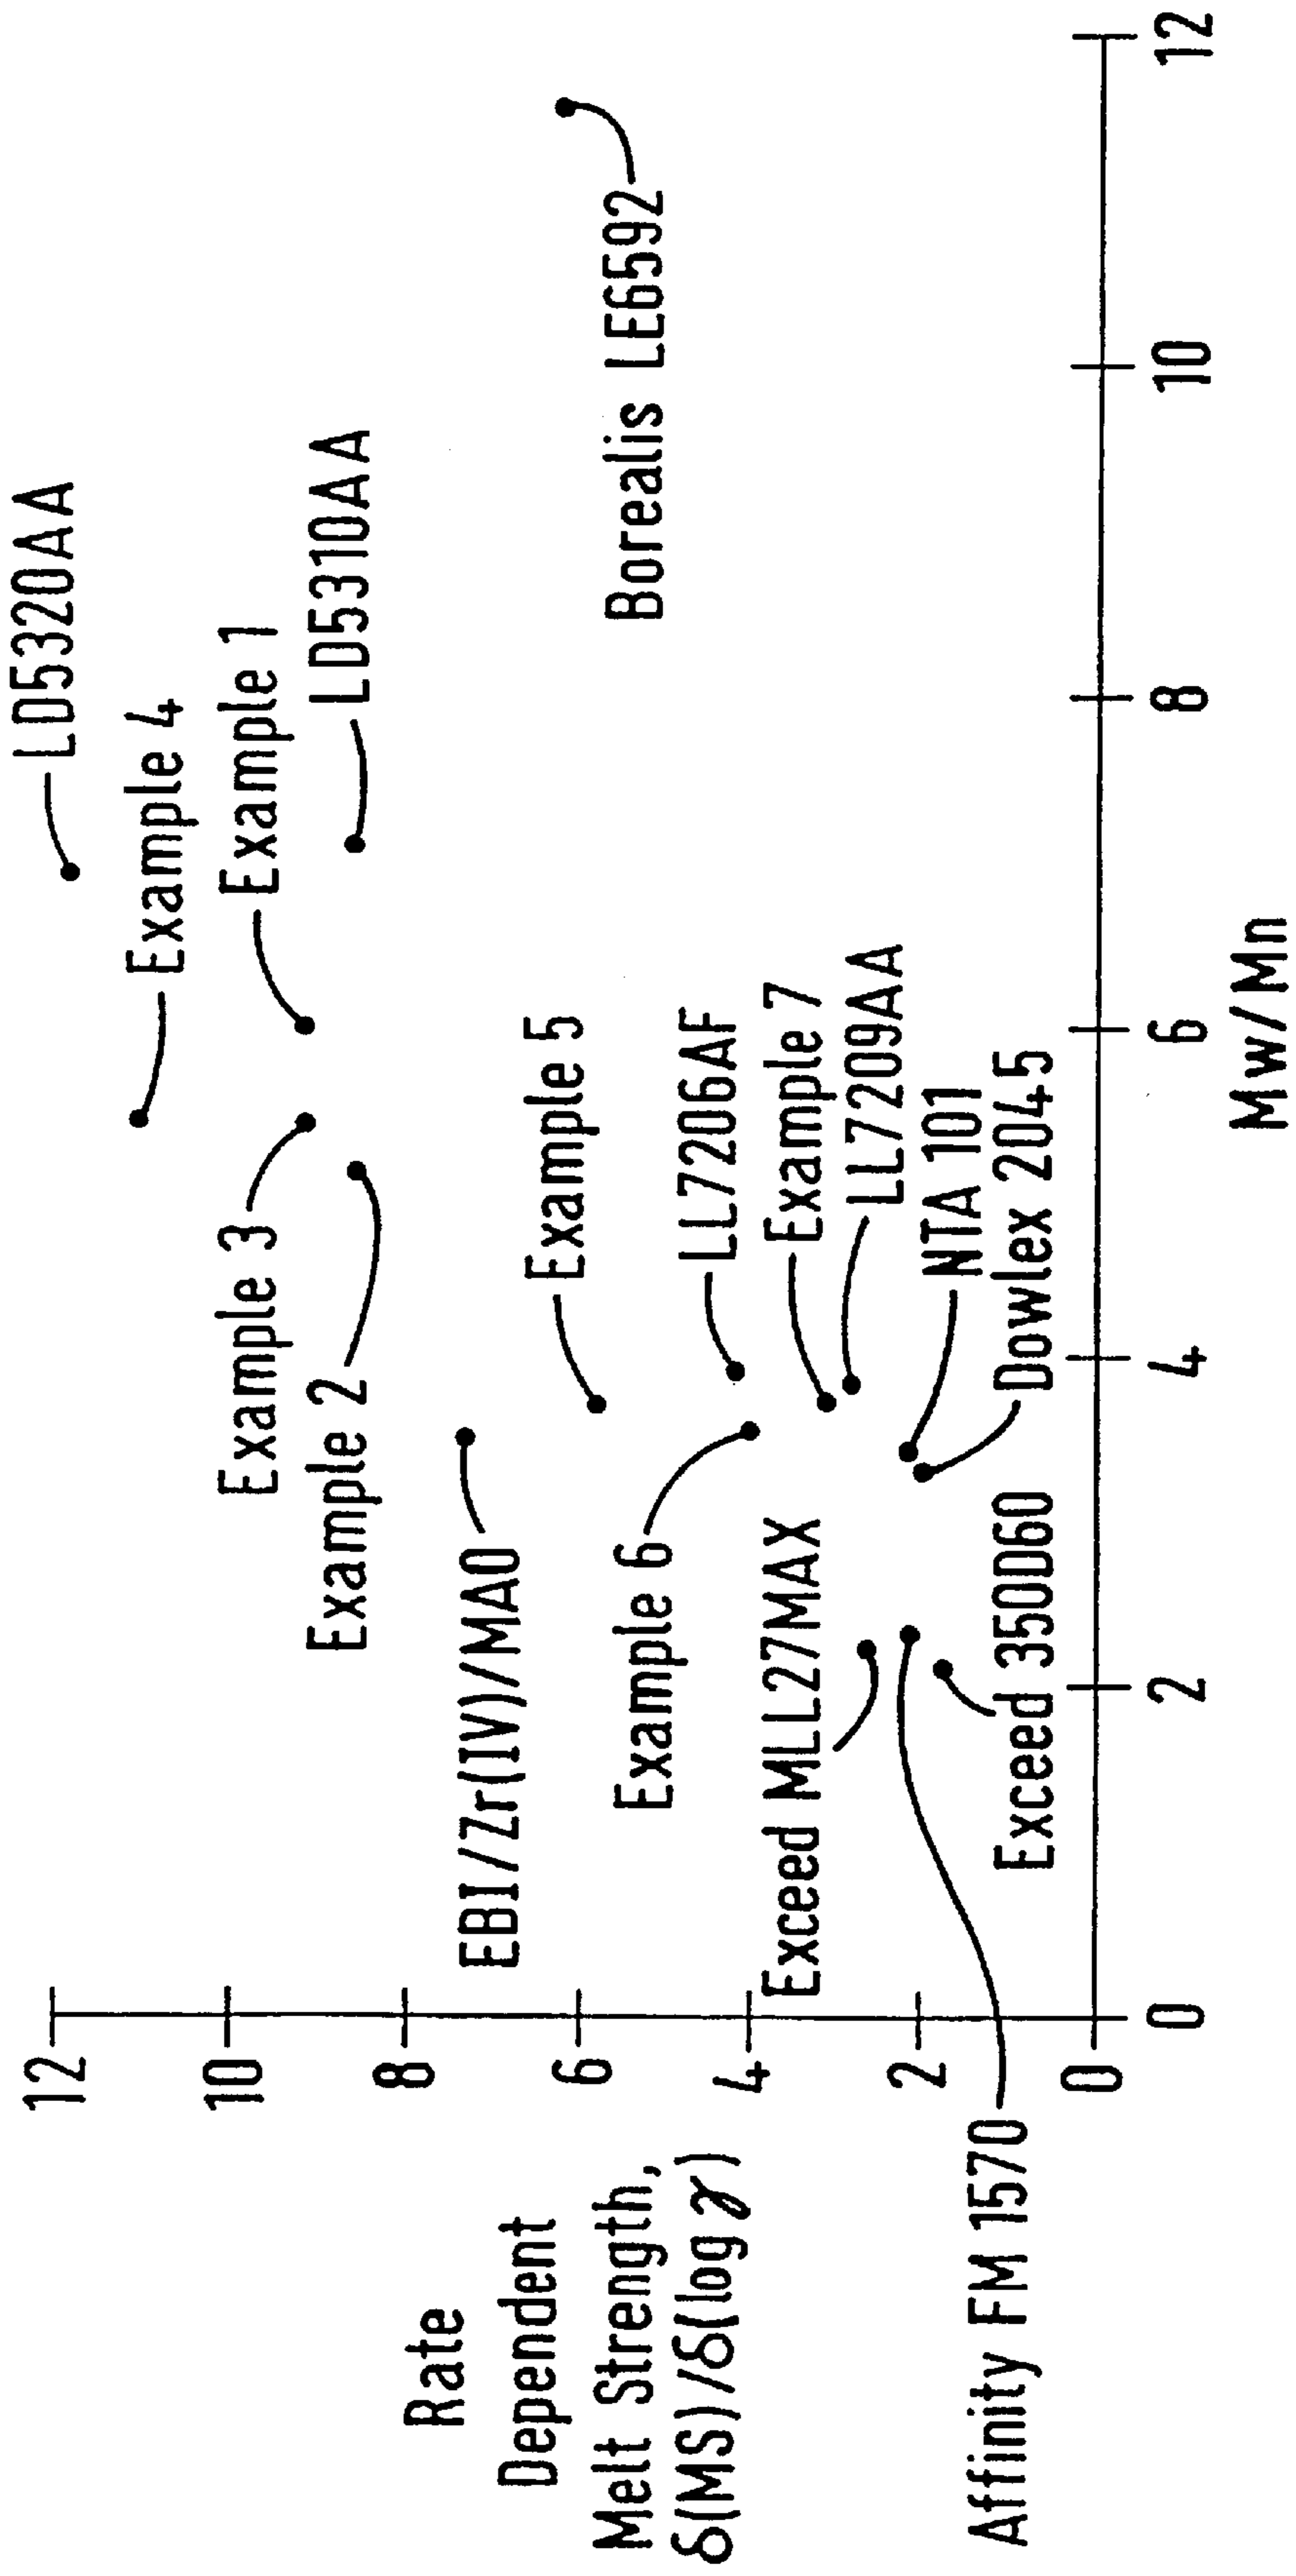 12
10
8
6
4
2
0
Rate
Dependent
Melt Strength,
δ(MS)/δ(log γ)
LD5320AA
Example 4
Example 1
LD5310AA
Example 3
Example 2
Borealis LE6592
EBI/Zr(IV)/MAO
Example 5
Example 6
LL7206AF
Example 7
LL7209AA
Exceed MLL27MAX
NTA 101
Dowlex 2045
Exceed 350D60
Affinity FM 1570
0
2
4
6
8
10
12
Mw/Mn